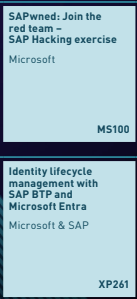 SAPwned: Join the
red team –
SAP Hacking exercise
Microsoft
MS100
Identity lifecycle
management with
SAP BTP and
Microsoft Entra
Microsoft & SAP
XP261